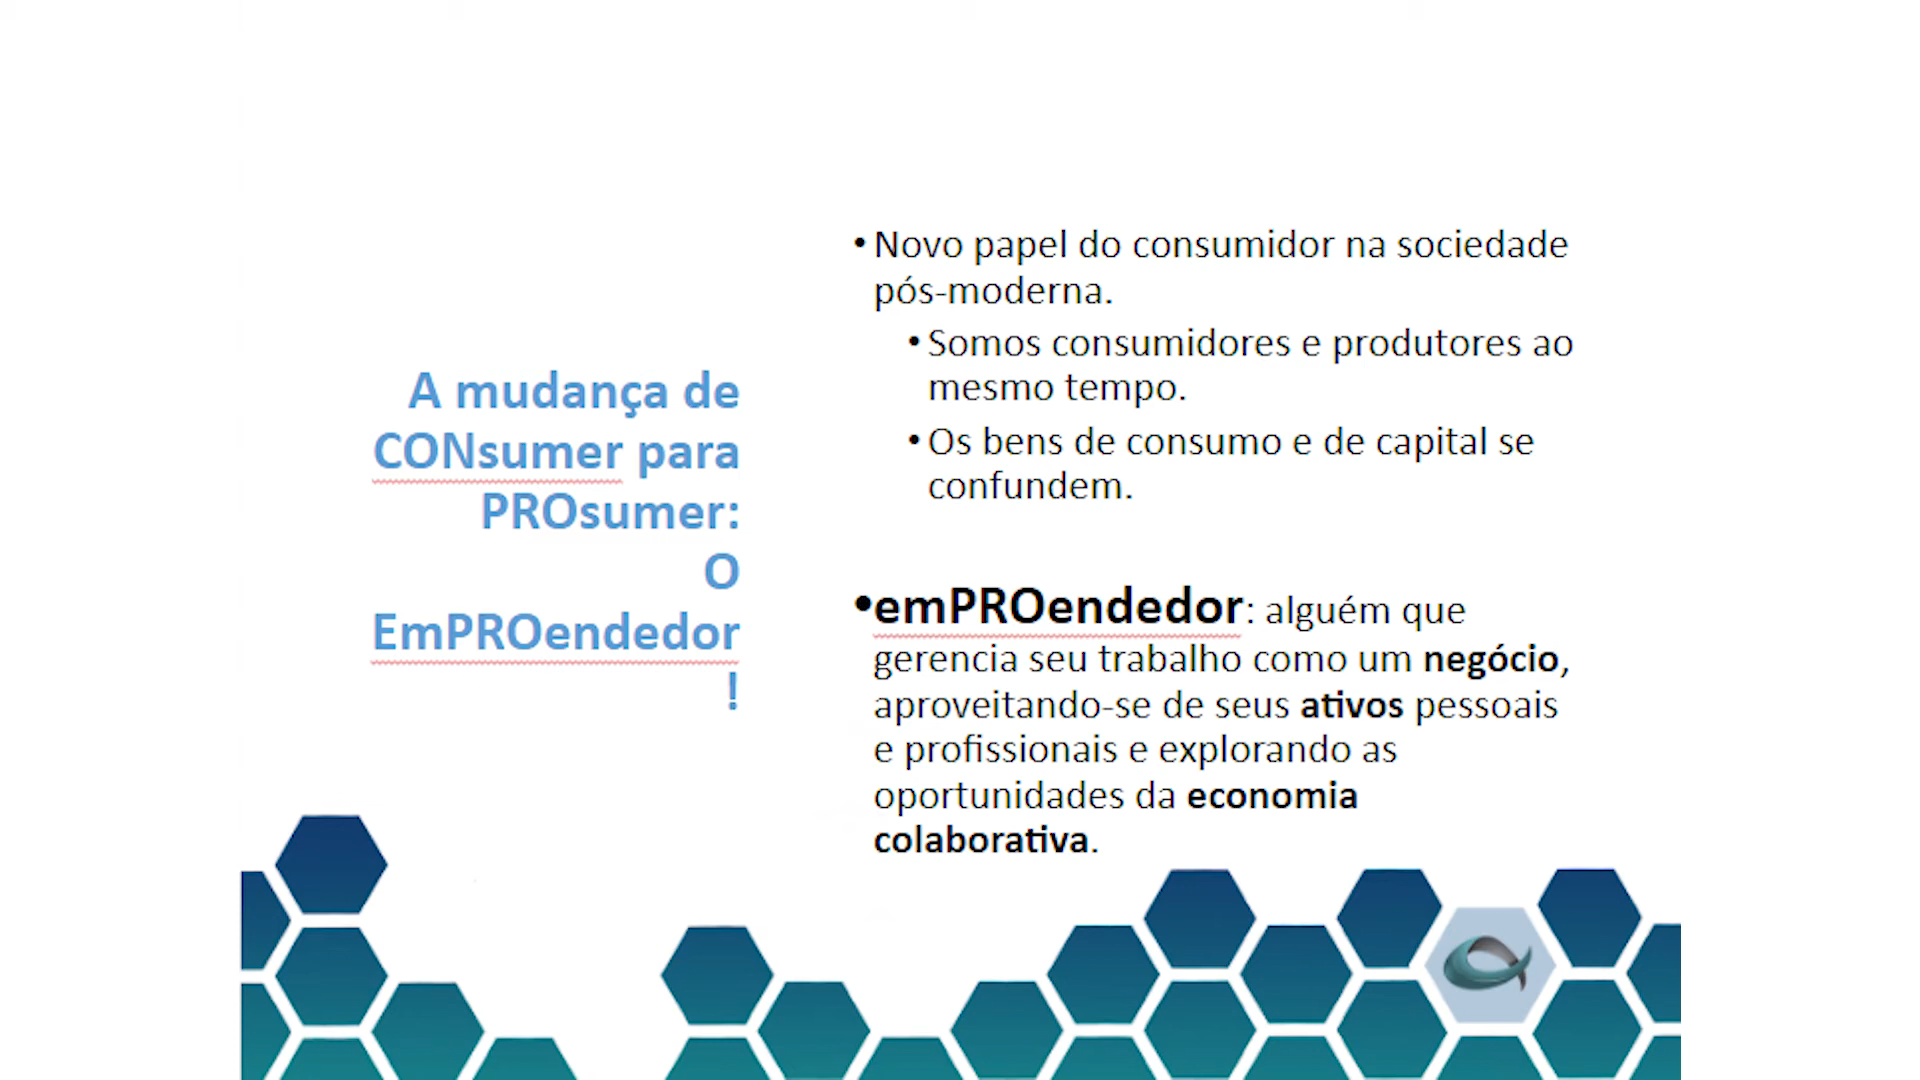 A mudança de
CONsumer para
PROsumer:
O
EmPROendedor
!
• Novo papel do consumidor na sociedade
pós-moderna.
• Somos consumidores e produtores ao
mesmo tempo.
• Os bens de consumo e de capital se
confundem.
•emPROendedor: alguém que
gerencia seu trabalho como um negócio,
aproveitando-se de seus ativos pessoais
e profissionais e explorando as
oportunidades da economia
colaborativa.